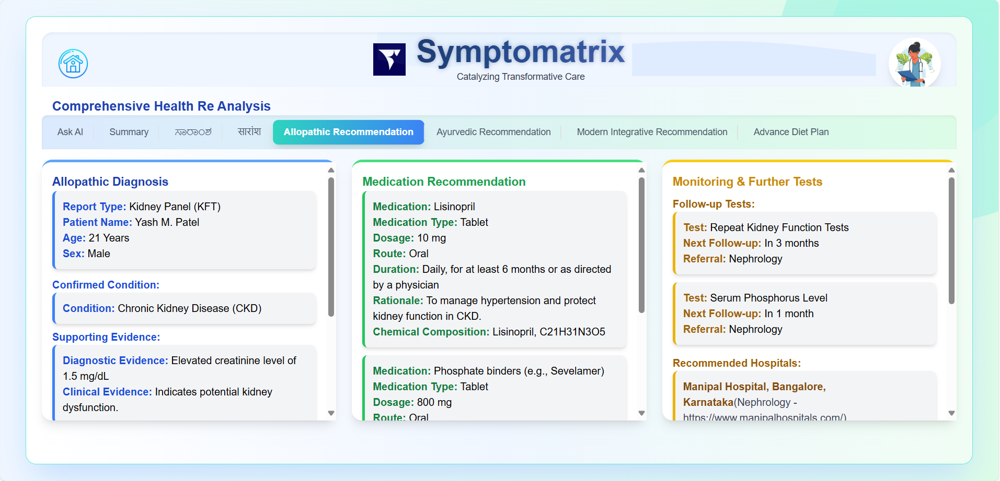 Symptomatrix
Catalyzing Transformative Care
Comprehensive Health Re Analysis
Ask AI
Summary
ಸಾರಾಂಶ
सारांश
Allopathic Recommendation
Ayurvedic Recommendation
Modern Integrative Recommendation
Advance Diet Plan
Allopathic Diagnosis
Report Type: Kidney Panel (KFT)
Patient Name: Yash M. Patel
Age: 21 Years
Sex: Male
Confirmed Condition:
Condition: Chronic Kidney Disease (CKD)
Supporting Evidence:
Diagnostic Evidence: Elevated creatinine level of
1.5 mg/dL
Clinical Evidence: Indicates potential kidney
dysfunction.
Medication Recommendation
Medication: Lisinopril
Medication Type: Tablet
Dosage: 10 mg
Route: Oral
Duration: Daily, for at least 6 months or as directed
by a physician
Rationale: To manage hypertension and protect
kidney function in CKD.
Chemical Composition: Lisinopril, C21H31N3O5
Medication: Phosphate binders (e.g., Sevelamer)
Medication Type: Tablet
Dosage: 800 mg
Route: Oral
Monitoring & Further Tests
Follow-up Tests:
Test: Repeat Kidney Function Tests
Next Follow-up: In 3 months
Referral: Nephrology
Test: Serum Phosphorus Level
Next Follow-up: In 1 month
Referral: Nephrology
Recommended Hospitals:
Manipal Hospital, Bangalore,
Karnataka(Nephrology -
https://www.manipalhospitals.com/)